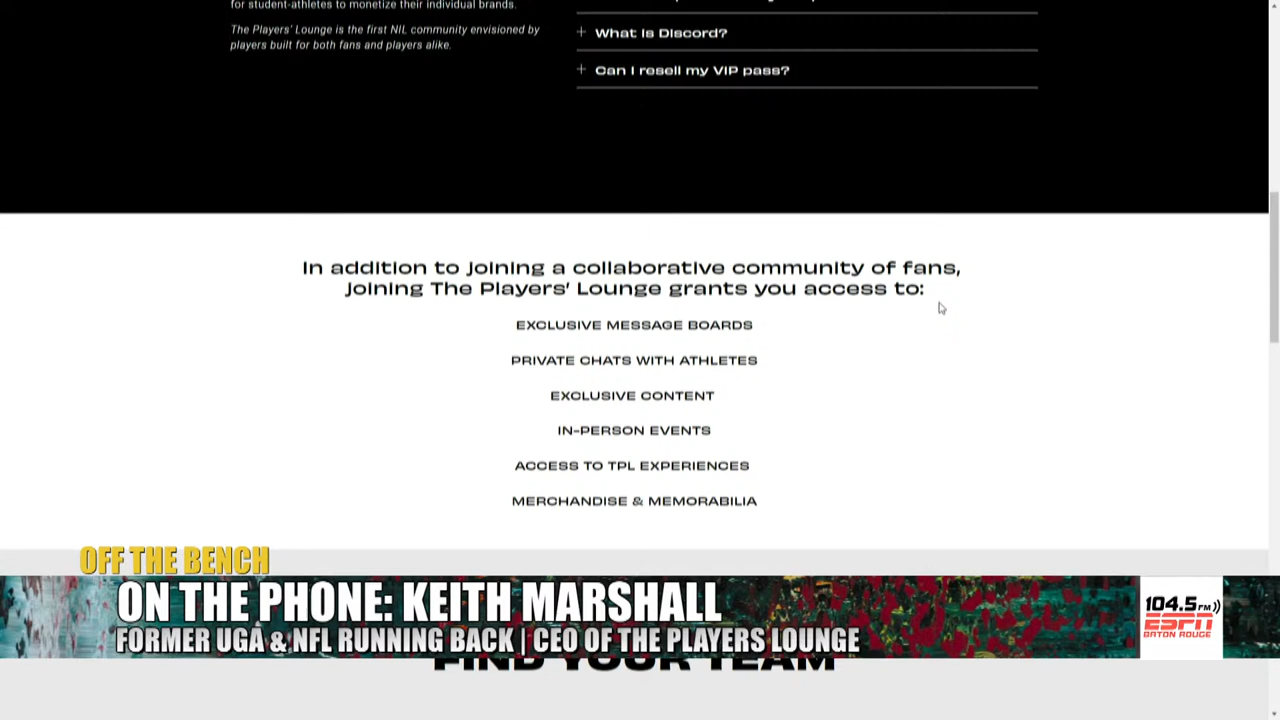 for student-athletes to monetize their individual brands.
The Players' Lounge is the first NIL community envisioned by
players built for both fans and players alike.
What is Discord?
Can I resell my VIP pass?
In addition to joining a collaborative community of fans,
joining The Players' Lounge grants you access to:
EXCLUSIVE MESSAGE BOARDS
PRIVATE CHATS WITH ATHLETES
EXCLUSIVE CONTENT
IN-PERSON EVENTS
ACCESS TO TPL EXPERIENCES
MERCHANDISE & MEMORABILIA
OFF THE BENCH
ON THE PHONE: KEITH MARSHALL
FORMER UGA & NFL RUNNING BACK | CEO OF THE PLAYERS LOUNGE
104.5 FM
ESPN
BATON ROUGE
FIND YOUR TEAM